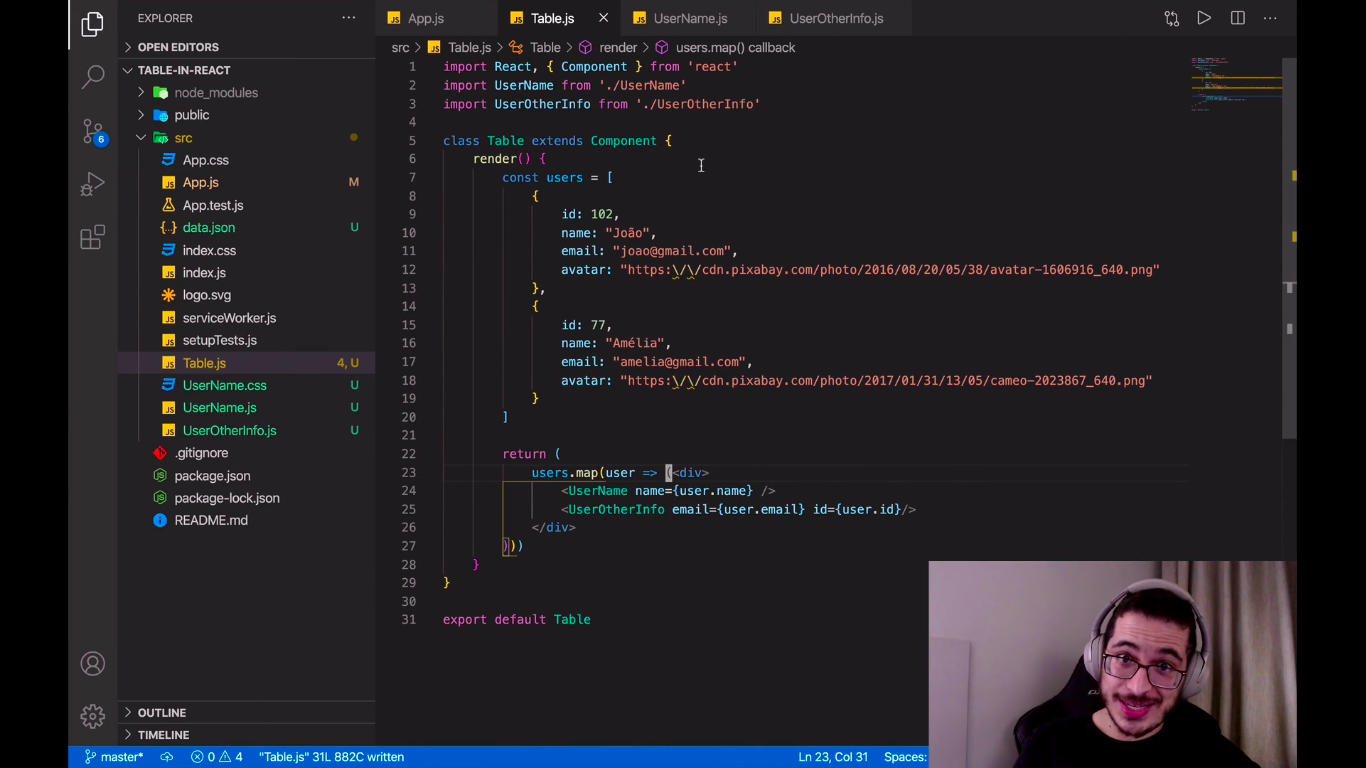 EXPLORER
OPEN EDITORS
TABLE-IN-REACT
node_modules
public
src
App.css
App.js M
App.test.js
data.json U
index.css
index.js
logo.svg
serviceWorker.js
setupTests.js
Table.js 4, U
UserName.css U
UserName.js U
UserOtherInfo.js U
.gitignore
package.json
package-lock.json
README.md
OUTLINE
TIMELINE
6
App.js Table.js UserName.js UserOtherInfo.js
src > Table.js > Table > render > users.map() callback
1 import React, { Component } from 'react'
2 import UserName from './UserName'
3 import UserOtherInfo from './UserOtherInfo'
4
5 class Table extends Component {
6 render() {
7 const users = [
8 {
9 id: 102,
10 name: "João",
11 email: "joao@gmail.com",
12 avatar: "https:\/\/cdn.pixabay.com/photo/2016/08/20/05/38/avatar-1606916_640.png"
13 },
14 {
15 id: 77,
16 name: "Amélia",
17 email: "amelia@gmail.com",
18 avatar: "https:\/\/cdn.pixabay.com/photo/2017/01/31/13/05/cameo-2023867_640.png"
19 }
20 ]
21
22 return (
23 users.map(user => (<div>
24 <UserName name={user.name} />
25 <UserOtherInfo email={user.email} id={user.id}/>
26 </div>
27 )))
28 }
29 }
30
31 export default Table
master* 0 4 "Table.js" 31L 882C written Ln 23, Col 31 Spaces: